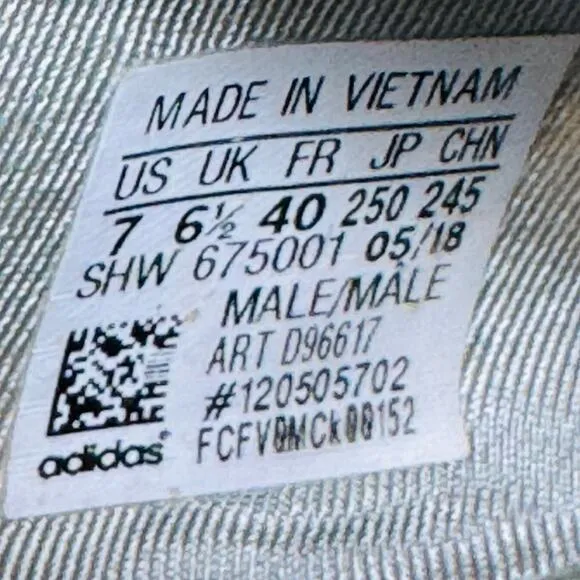 MADE IN VIETNAM
US UK FR JP CHN
7 6½ 40 250 245
SHW 675001 05/18
MALE/MÂLE
ART D96617
#120505702
adidas®